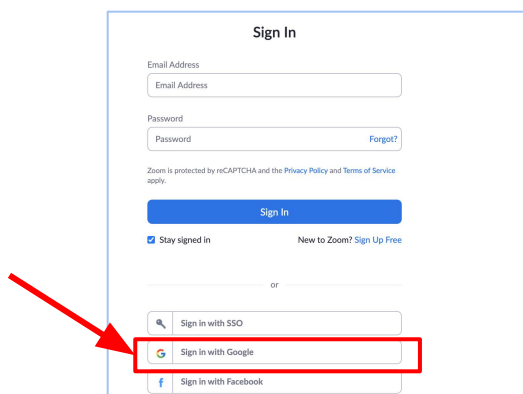 Sign In
Email Address
Email Address
Password
Password Forgot?
Zoom is protected by reCAPTCHA and the Privacy Policy and Terms of Service
apply.
Sign In
Stay signed in New to Zoom? Sign Up Free
or
Sign in with SSO
Sign in with Google
Sign in with Facebook